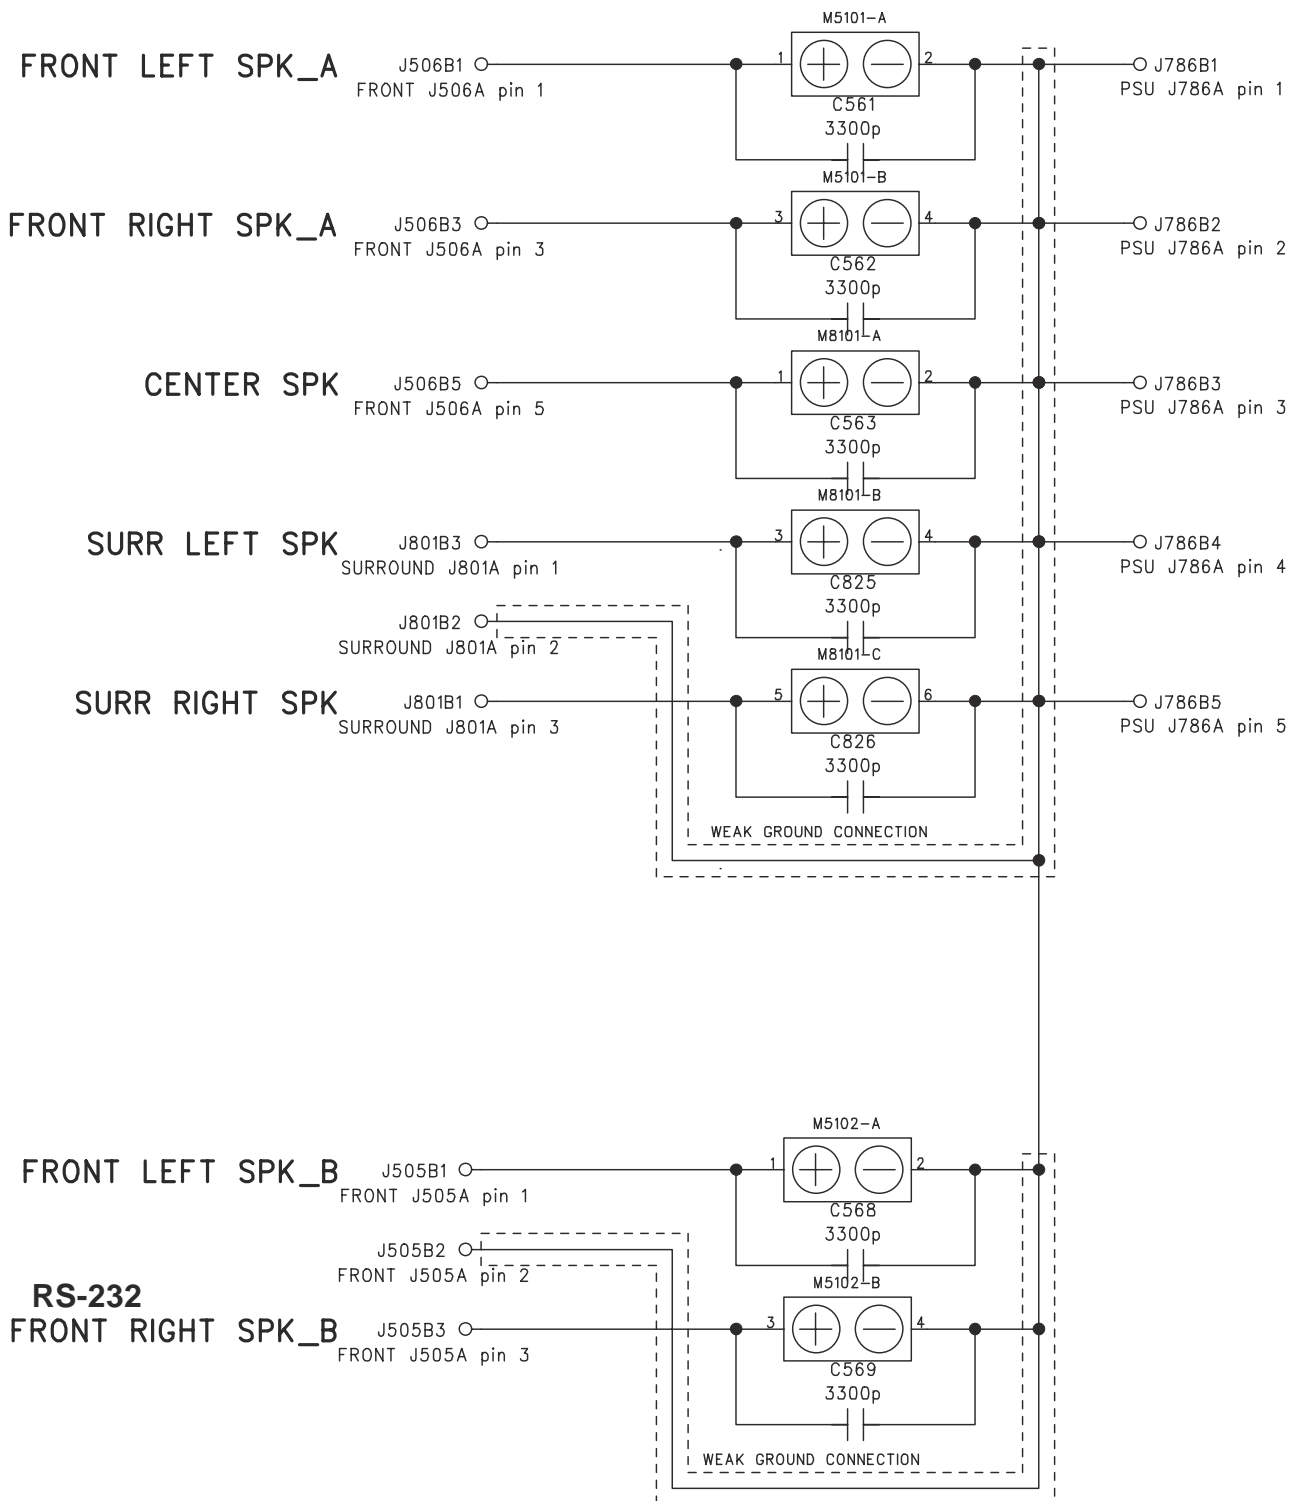 M5101-A
FRONT LEFT SPK_A J506B1 1 2 J786B1
FRONT J506A pin 1 PSU J786A pin 1
C561
3300p
M5101-B
FRONT RIGHT SPK_A J506B3 3 4 J786B2
FRONT J506A pin 3 PSU J786A pin 2
C562
3300p
M8101-A
CENTER SPK J506B5 1 2 J786B3
FRONT J506A pin 5 PSU J786A pin 3
C563
3300p
M8101-B
SURR LEFT SPK J801B3 3 4 J786B4
SURROUND J801A pin 1 PSU J786A pin 4
C825
3300p
J801B2
SURROUND J801A pin 2
M8101-C
SURR RIGHT SPK J801B1 5 6 J786B5
SURROUND J801A pin 3 PSU J786A pin 5
C826
3300p
WEAK GROUND CONNECTION
M5102-A
FRONT LEFT SPK_B J505B1 1 2
FRONT J505A pin 1
C568
3300p
J505B2
FRONT J505A pin 2
M5102-B
RS-232
FRONT RIGHT SPK_B J505B3 3 4
FRONT J505A pin 3
C569
3300p
WEAK GROUND CONNECTION